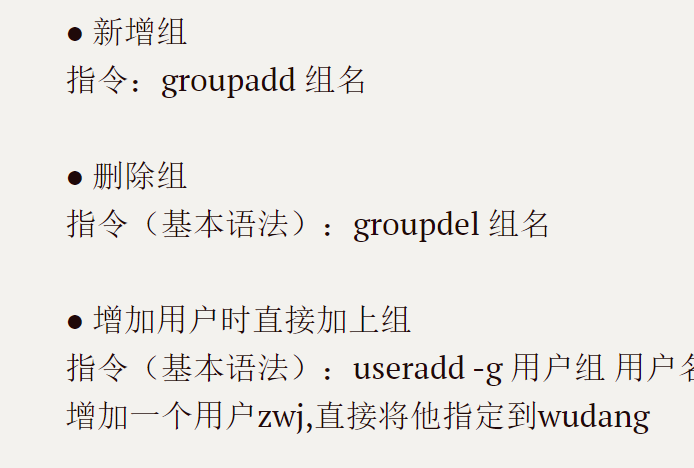 ● 新增组
指令：groupadd 组名
● 删除组
指令（基本语法）：groupdel 组名
● 增加用户时直接加上组
指令（基本语法）：useradd -g 用户组 用户名
增加一个用户zwj,直接将他指定到wudang